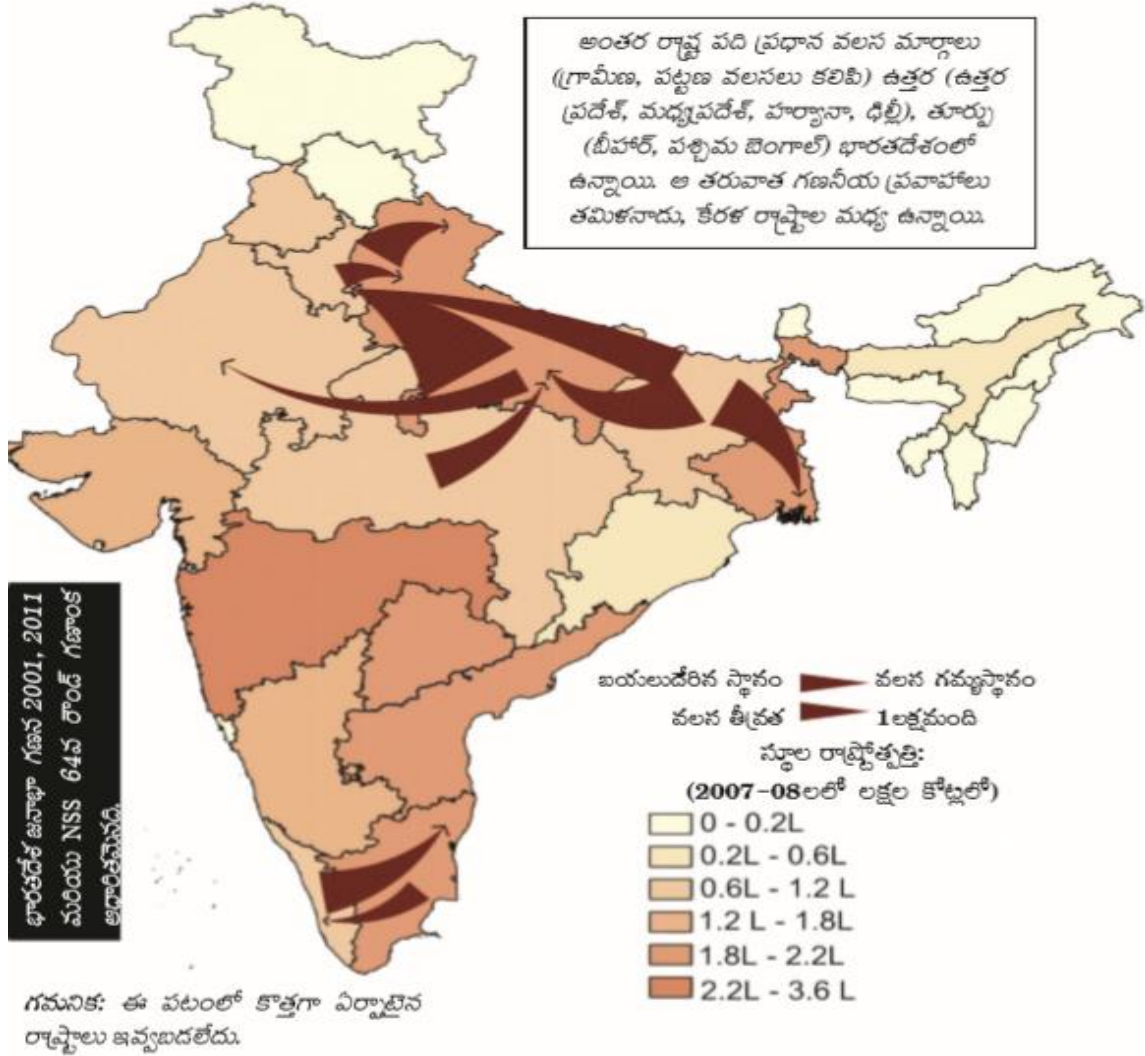 అంతర రాష్ట్ర పది ప్రధాన వలస మార్గాలు
(గ్రామీణ, పట్టణ వలసలు కలిపి) ఉత్తర (ఉత్తర
ప్రదేశ్, మధ్యప్రదేశ్, హర్యానా, ఢిల్లీ), తూర్పు
(బీహార్, పశ్చిమ బెంగాల్) భారతదేశంలో
ఉన్నాయి. ఆ తరువాత గణనీయ ప్రవాహాలు
తమిళనాడు, కేరళ రాష్ట్రాల మధ్య ఉన్నాయి.
భారతదేశ జనాభా గణన 2001, 2011
మరియు NSS 64వ రౌండ్ గణాంక
ఆధారితమైనది.
బయలుదేరిన స్థానం వలస గమ్యస్థానం
వలస తీవ్రత 1లక్షమంది
స్థూల రాష్ట్రోత్పత్తి:
(2007-08లలో లక్షల కోట్లలో)
0 - 0.2L
0.2L - 0.6L
0.6L - 1.2 L
1.2 L - 1.8L
1.8L - 2.2L
2.2L - 3.6 L
గమనిక: ఈ పటంలో కొత్తగా ఏర్పాటైన
రాష్ట్రాలు ఇవ్వబడలేదు.